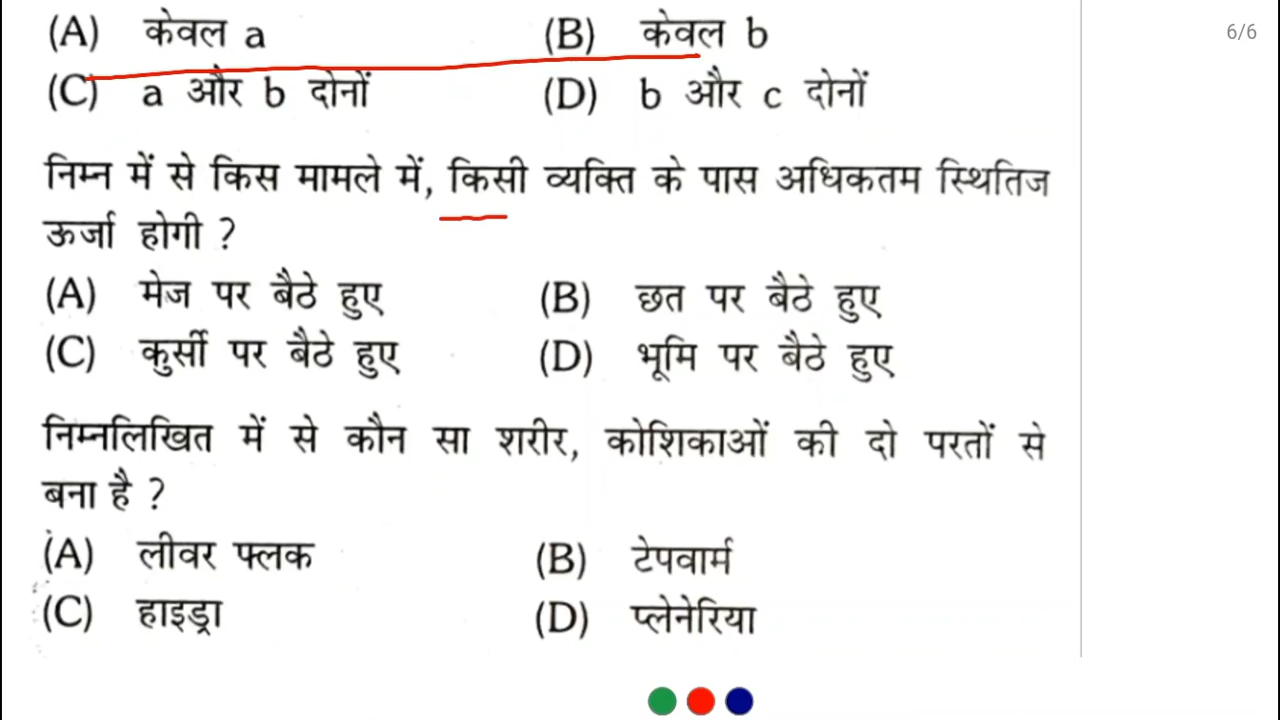 (A) केवल a (B) केवल b
6/6
(C) a और b दोनों (D) b और c दोनों
निम्न में से किस मामले में, किसी व्यक्ति के पास अधिकतम स्थितिज
ऊर्जा होगी ?
(A) मेज पर बैठे हुए (B) छत पर बैठे हुए
(C) कुर्सी पर बैठे हुए (D) भूमि पर बैठे हुए
निम्नलिखित में से कौन सा शरीर, कोशिकाओं की दो परतों से
बना है ?
(A) लीवर फ्लक (B) टेपवार्म
(C) हाइड्रा (D) प्लेनेरिया